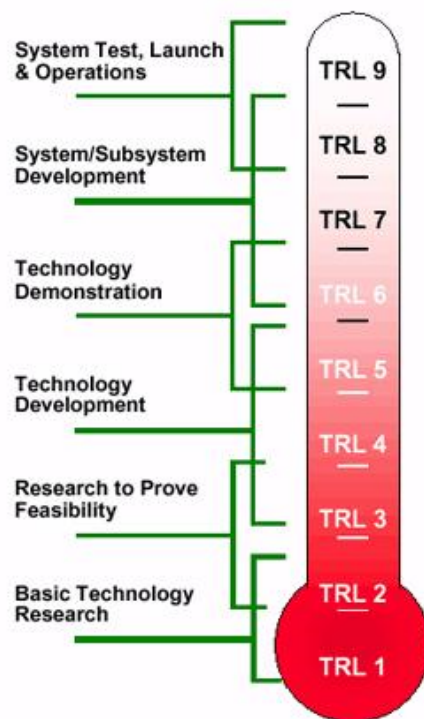 System Test, Launch
& Operations
System/Subsystem
Development
Technology
Demonstration
Technology
Development
Research to Prove
Feasibility
Basic Technology
Research
TRL 9
TRL 8
TRL 7
TRL 6
TRL 5
TRL 4
TRL 3
TRL 2
TRL 1